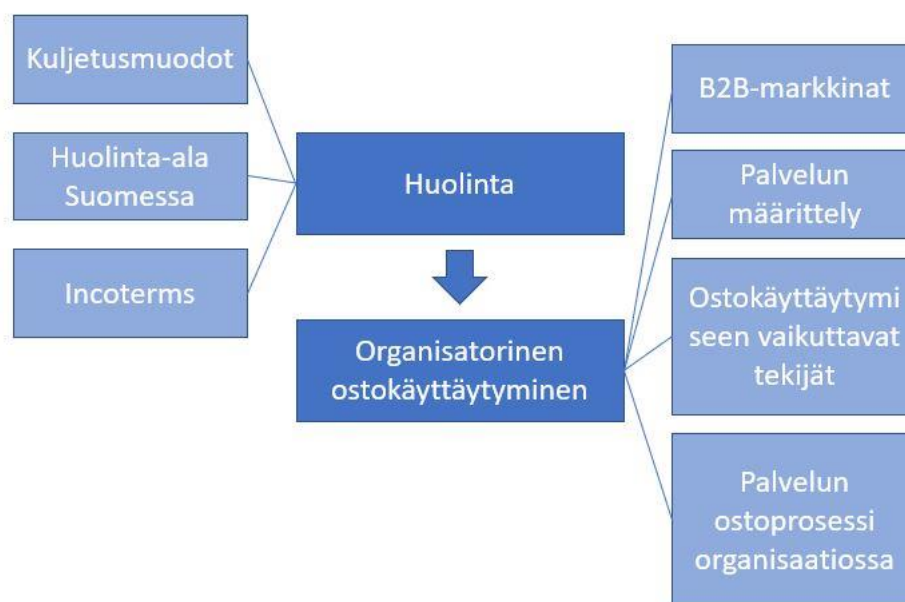 Kuljetusmuodot
Huolinta-ala
Suomessa
Incoterms
Huolinta
Organisatorinen
ostokäyttäytyminen
B2B-markkinat
Palvelun
määrittely
Ostokäyttäytymi
seen vaikuttavat
tekijät
Palvelun
ostoprosessi
organisaatiossa